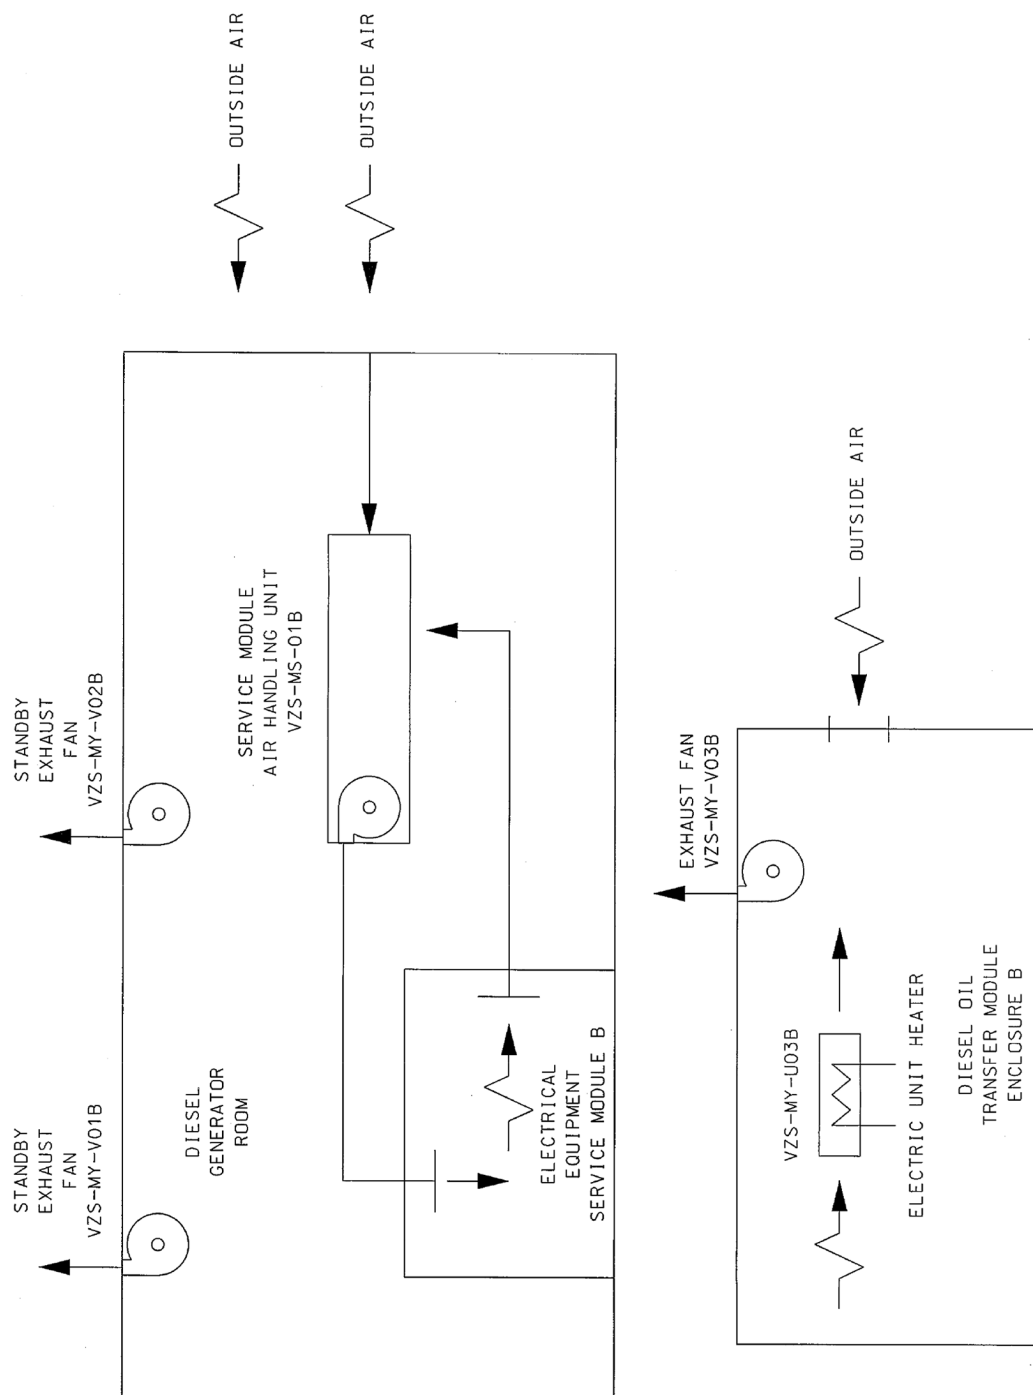 STANDBY
EXHAUST
FAN
VZS-MY-V01B
STANDBY
EXHAUST
FAN
VZS-MY-V02B
OUTSIDE AIR
DIESEL
GENERATOR
ROOM
SERVICE MODULE
AIR HANDLING UNIT
VZS-MS-01B
OUTSIDE AIR
ELECTRICAL
EQUIPMENT
SERVICE MODULE B
EXHAUST FAN
VZS-MY-V03B
VZS-MY-U03B
OUTSIDE AIR
ELECTRIC UNIT HEATER
DIESEL OIL
TRANSFER MODULE
ENCLOSURE B